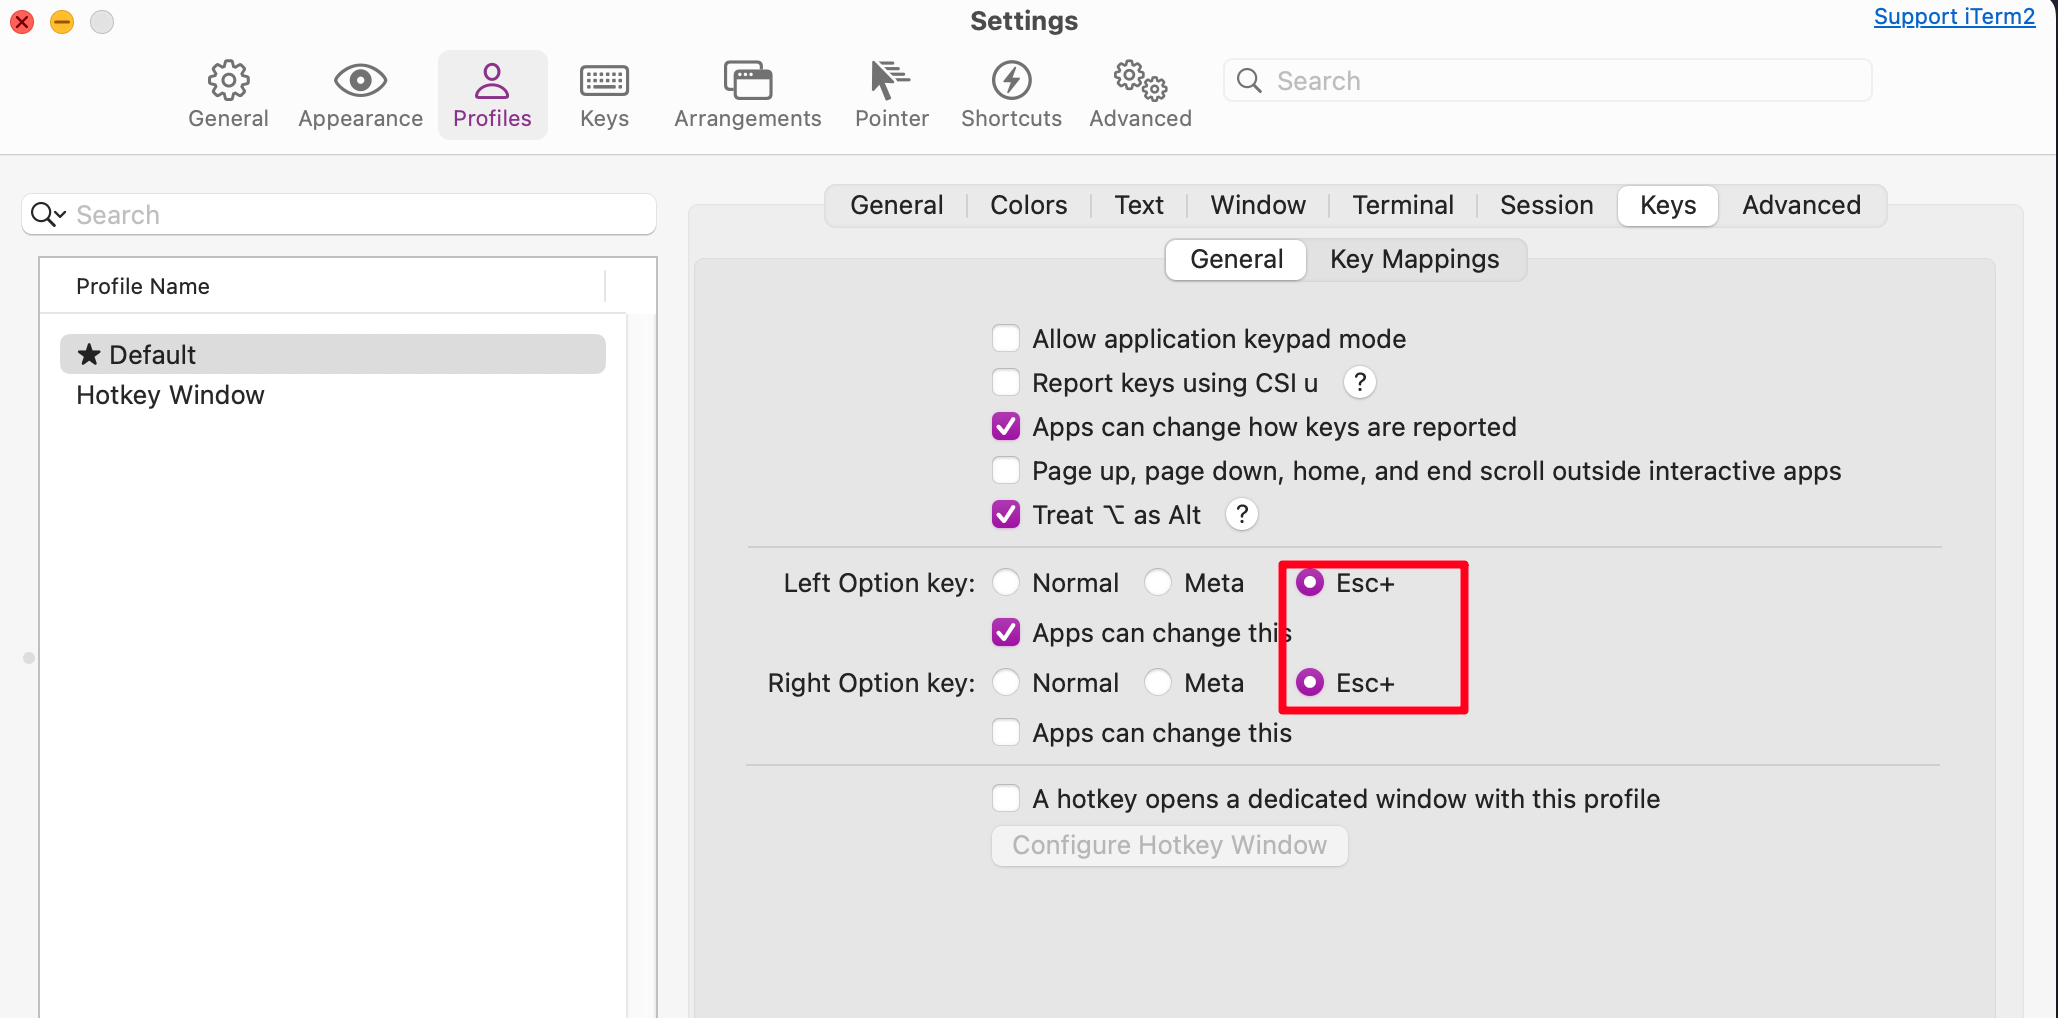 Settings
Support iTerm2
General Appearance Profiles Keys Arrangements Pointer Shortcuts Advanced
Search
Search
Profile Name
★ Default
Hotkey Window
General Colors Text Window Terminal Session Keys Advanced
General Key Mappings
Allow application keypad mode
Report keys using CSI u ?
Apps can change how keys are reported
Page up, page down, home, and end scroll outside interactive apps
Treat ⌥ as Alt ?
Left Option key: Normal Meta Esc+
Apps can change this
Right Option key: Normal Meta Esc+
Apps can change this
A hotkey opens a dedicated window with this profile
Configure Hotkey Window